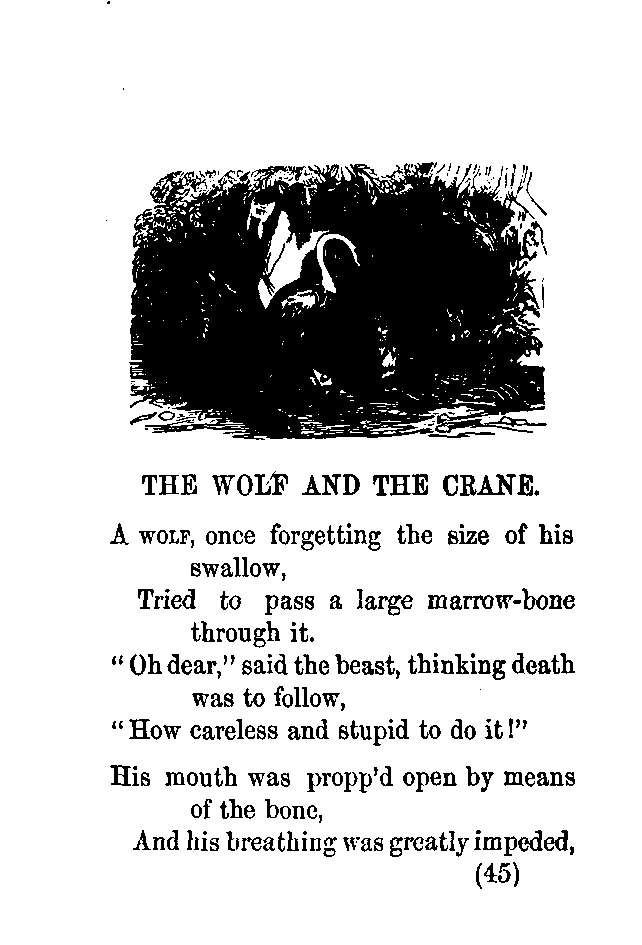 THE WOLF AND THE CRANE.
A WOLF, once forgetting the size of his
swallow,
Tried to pass a large marrow-bone
through it.
"Oh dear," said the beast, thinking death
was to follow,
"How careless and stupid to do it!"
His mouth was propp'd open by means
of the bone,
And his breathing was greatly impeded,
(45)